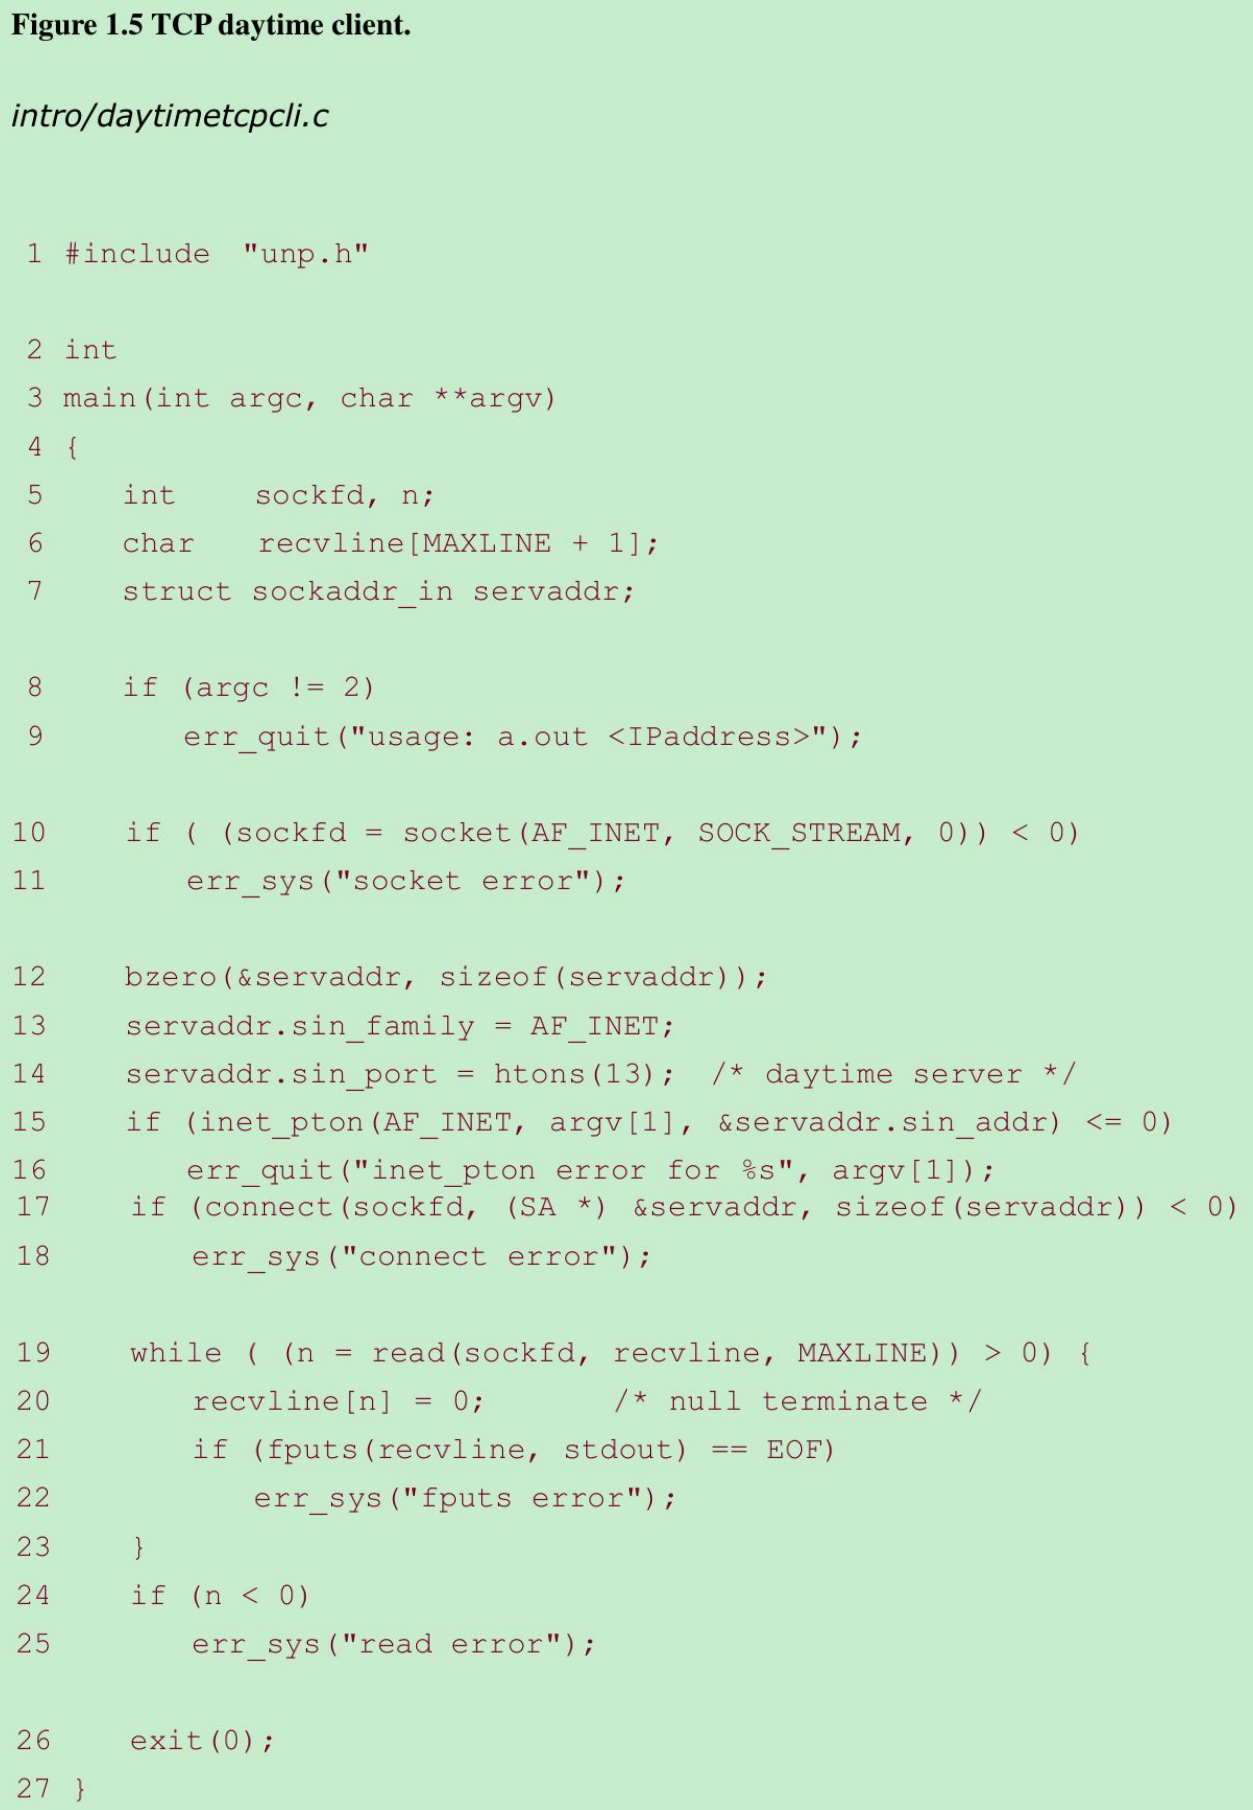 Figure 1.5 TCP daytime client.
intro/daytimetcpcli.c
1 #include  "unp.h"
2 int
3 main(int argc, char **argv)
4 {
5     int     sockfd, n;
6     char    recvline[MAXLINE + 1];
7     struct sockaddr_in servaddr;
8     if (argc != 2)
9         err_quit("usage: a.out <IPaddress>");
10     if ( (sockfd = socket(AF_INET, SOCK_STREAM, 0)) < 0)
11         err_sys("socket error");
12     bzero(&servaddr, sizeof(servaddr));
13     servaddr.sin_family = AF_INET;
14     servaddr.sin_port = htons(13);  /* daytime server */
15     if (inet_pton(AF_INET, argv[1], &servaddr.sin_addr) <= 0)
16         err_quit("inet_pton error for %s", argv[1]);
17     if (connect(sockfd, (SA *) &servaddr, sizeof(servaddr)) < 0)
18         err_sys("connect error");
19     while ( (n = read(sockfd, recvline, MAXLINE)) > 0) {
20         recvline[n] = 0;        /* null terminate */
21         if (fputs(recvline, stdout) == EOF)
22             err_sys("fputs error");
23     }
24     if (n < 0)
25         err_sys("read error");
26     exit(0);
27 }